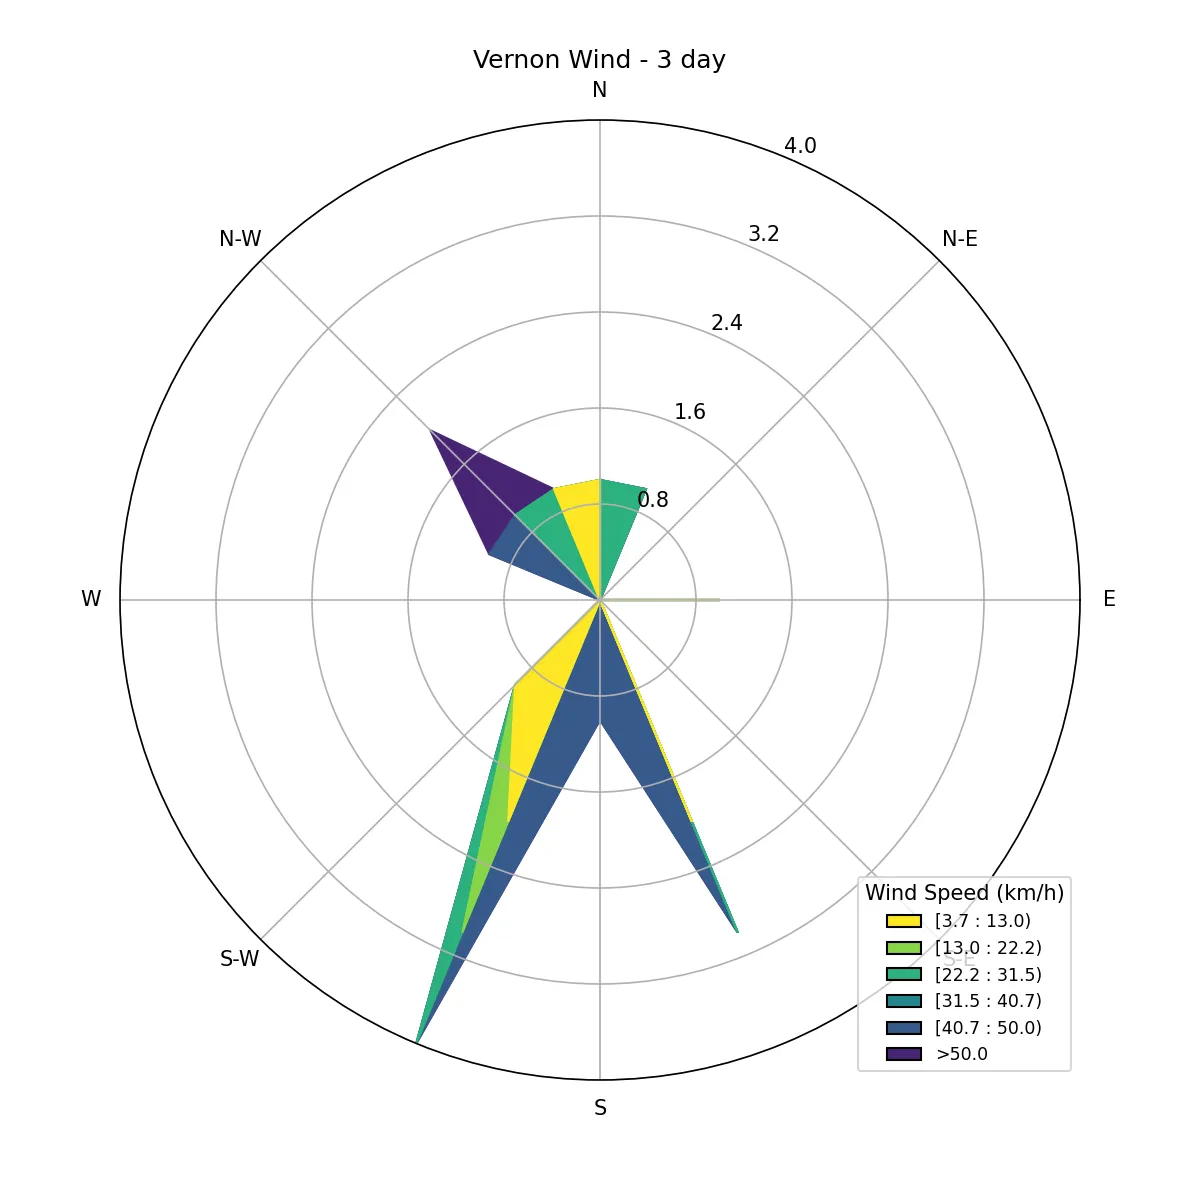 Vernon Wind - 3 day
N
4.0
N-W
3.2
N-E
2.4
1.6
0.8
W
E
Wind Speed (km/h)
[3.7 : 13.0)
[13.0 : 22.2)
S-W
S-E
[22.2 : 31.5)
[31.5 : 40.7)
[40.7 : 50.0)
>50.0
S